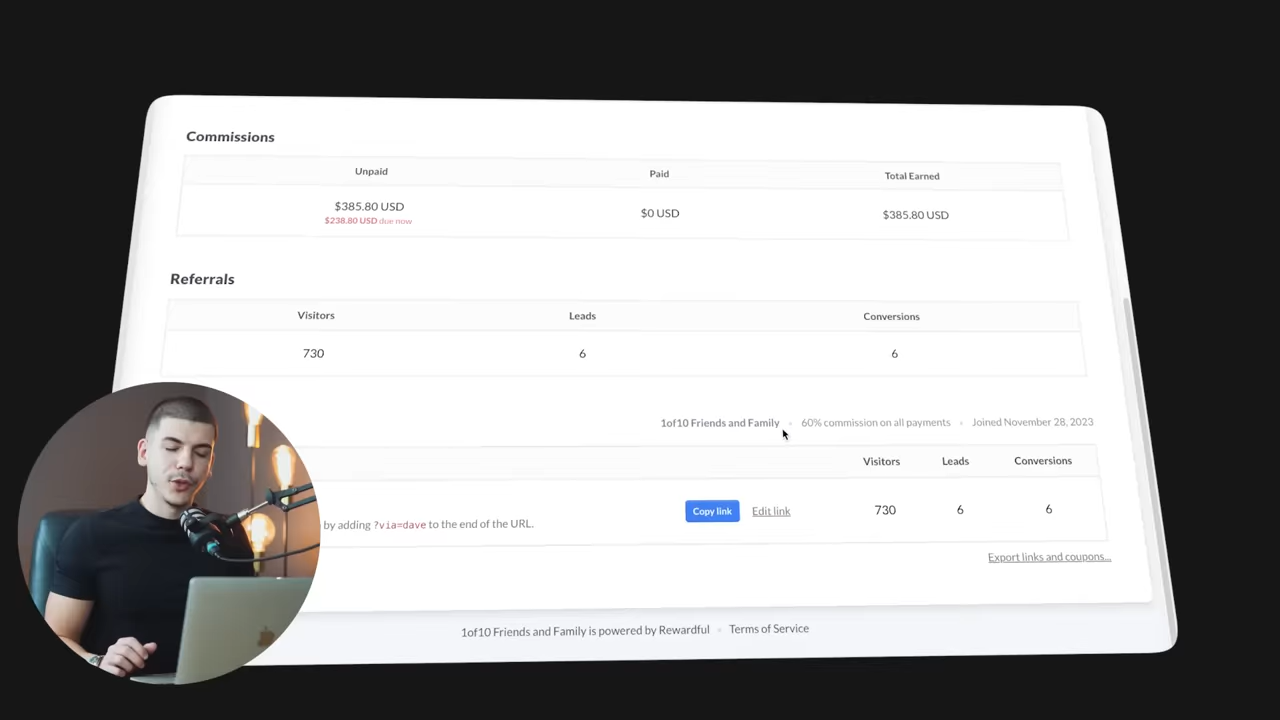 Commissions
Unpaid Paid Total Earned
$385.80 USD $0 USD $385.80 USD
$238.80 USD due now
Referrals
Visitors Leads Conversions
730 6 6
1of10 Friends and Family • 60% commission on all payments • Joined November 28, 2023
Visitors Leads Conversions
by adding ?via=dave to the end of the URL. Copy link Edit link 730 6 6
Export links and coupons...
1of10 Friends and Family is powered by Rewardful • Terms of Service